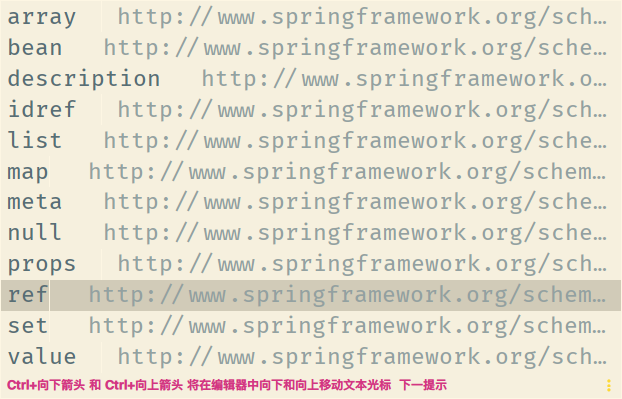 array http://www.springframework.org/sch…
bean http://www.springframework.org/sche…
description http://www.springframework.o…
idref http://www.springframework.org/sch…
list http://www.springframework.org/sche…
map http://www.springframework.org/schem…
meta http://www.springframework.org/sche…
null http://www.springframework.org/sche…
props http://www.springframework.org/sch…
ref http://www.springframework.org/schem…
set http://www.springframework.org/schem…
value http://www.springframework.org/sch…
Ctrl+向下箭头 和 Ctrl+向上箭头 将在编辑器中向下和向上移动文本光标 下一提示